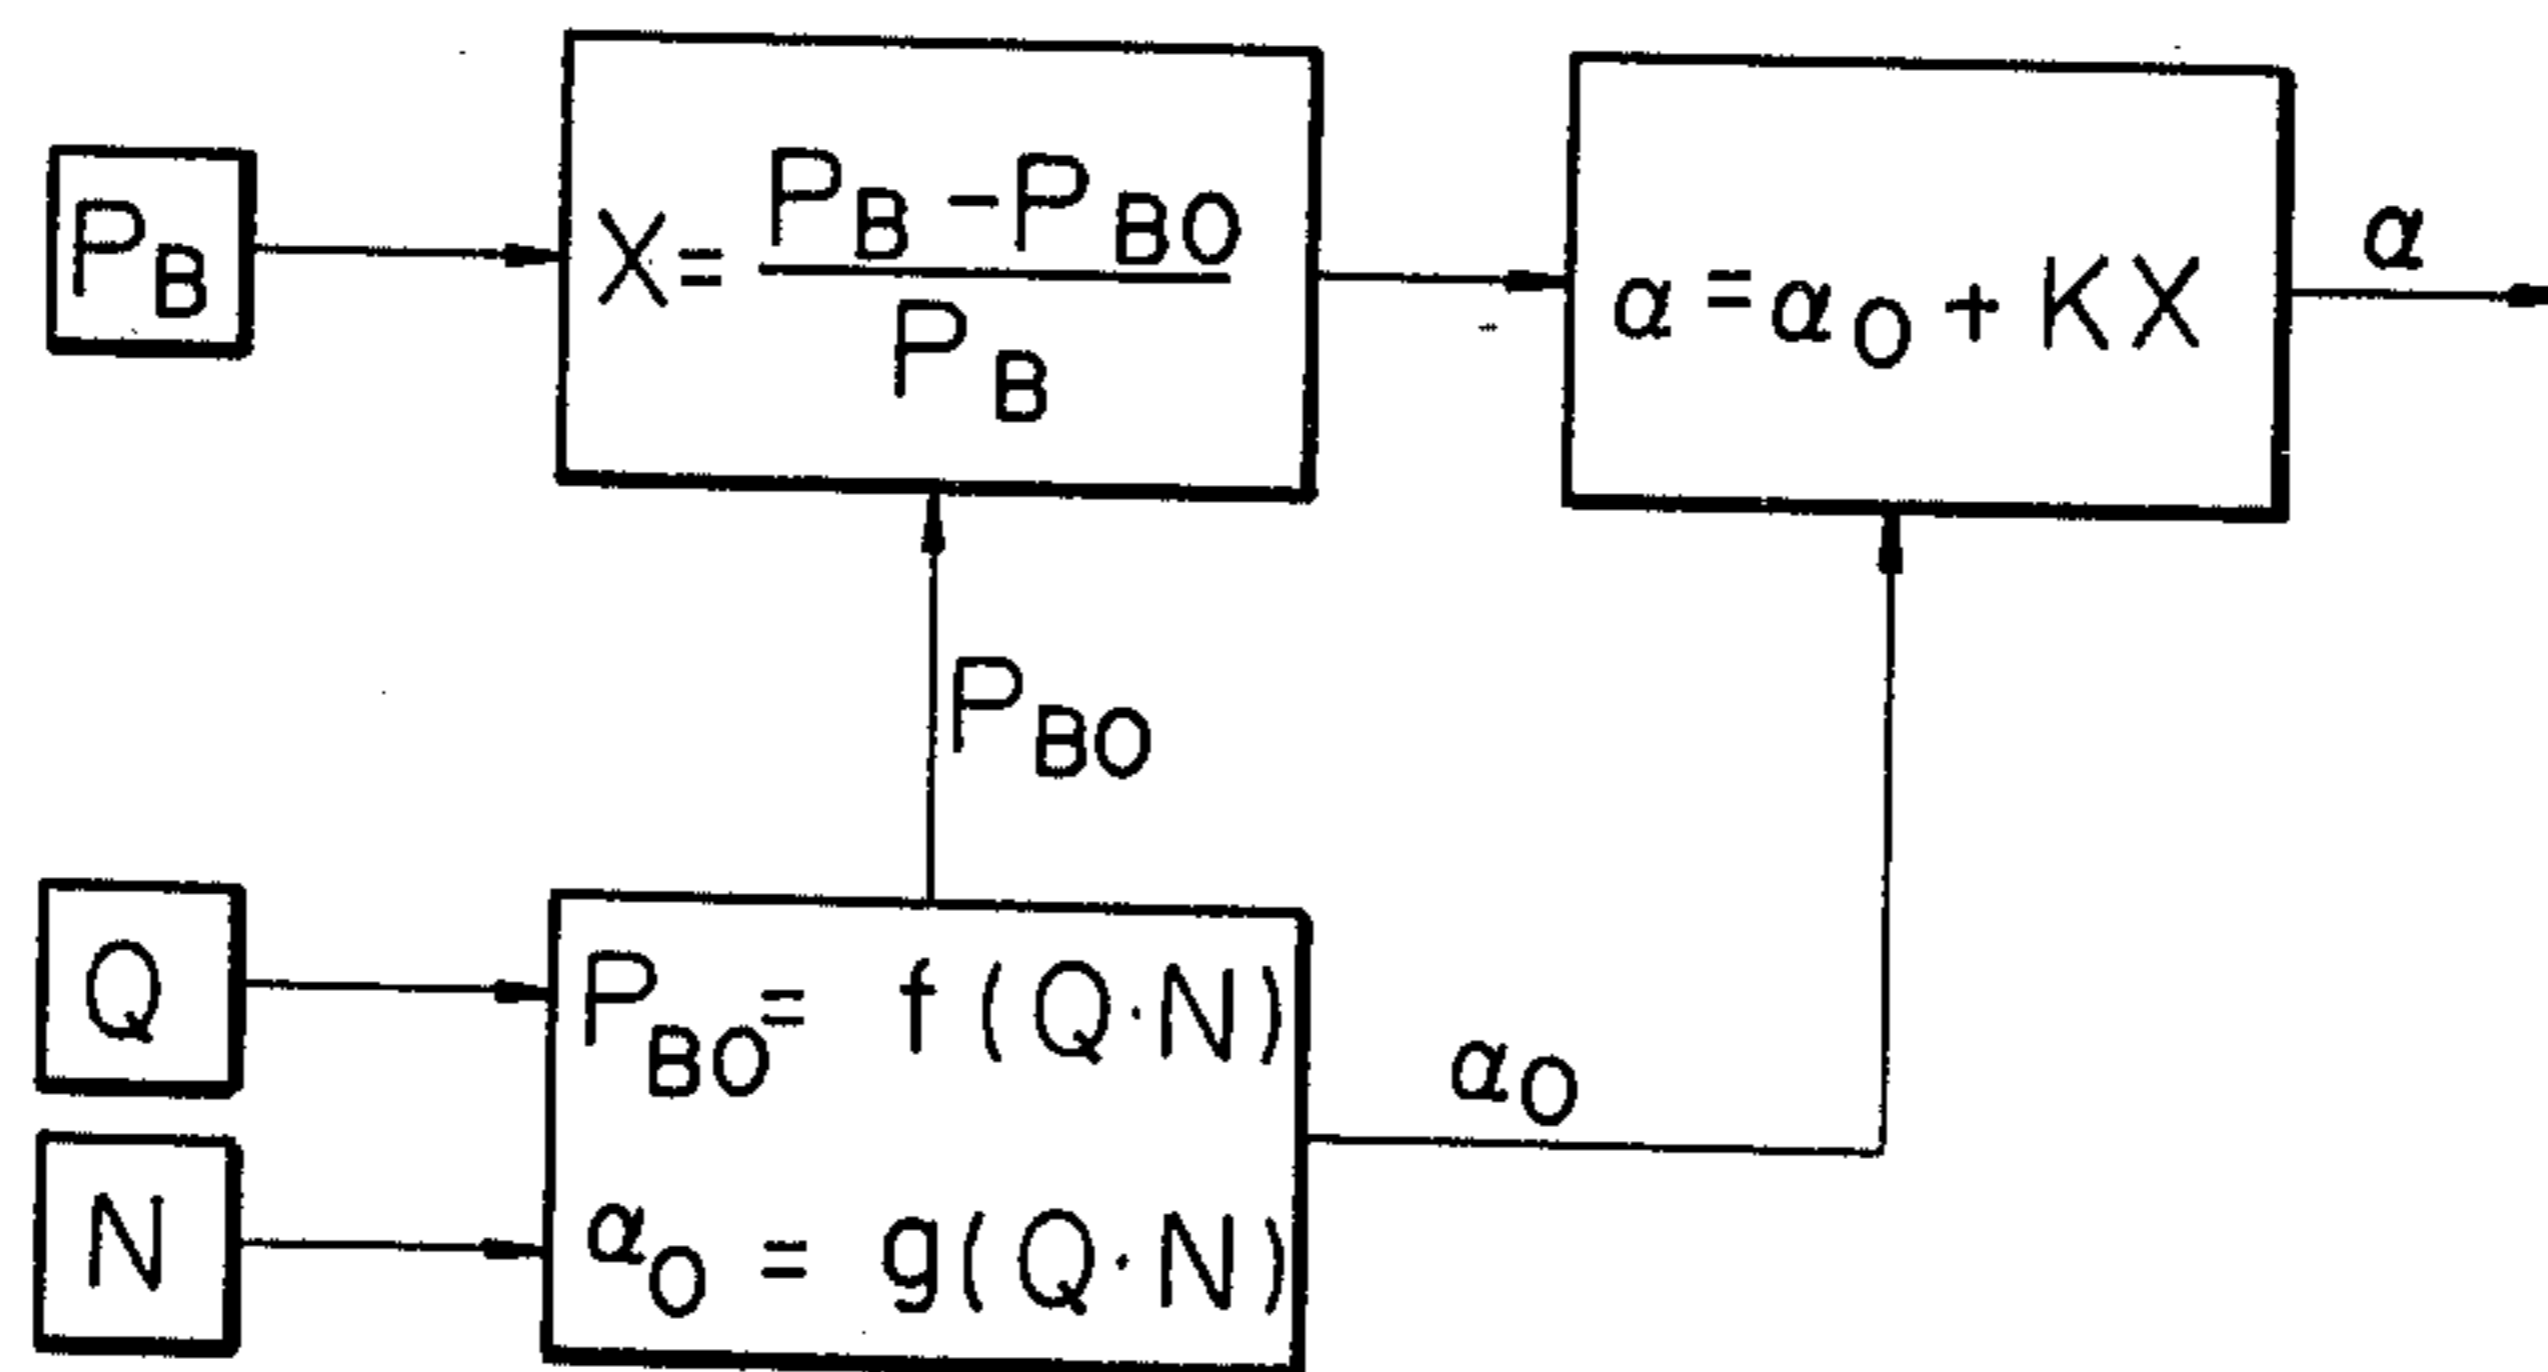 P_B
X = (P_B - P_BO) / P_B
α = α_O + KX
α
P_BO
Q
N
P_BO = f(Q·N)
α_O = g(Q·N)
α_O